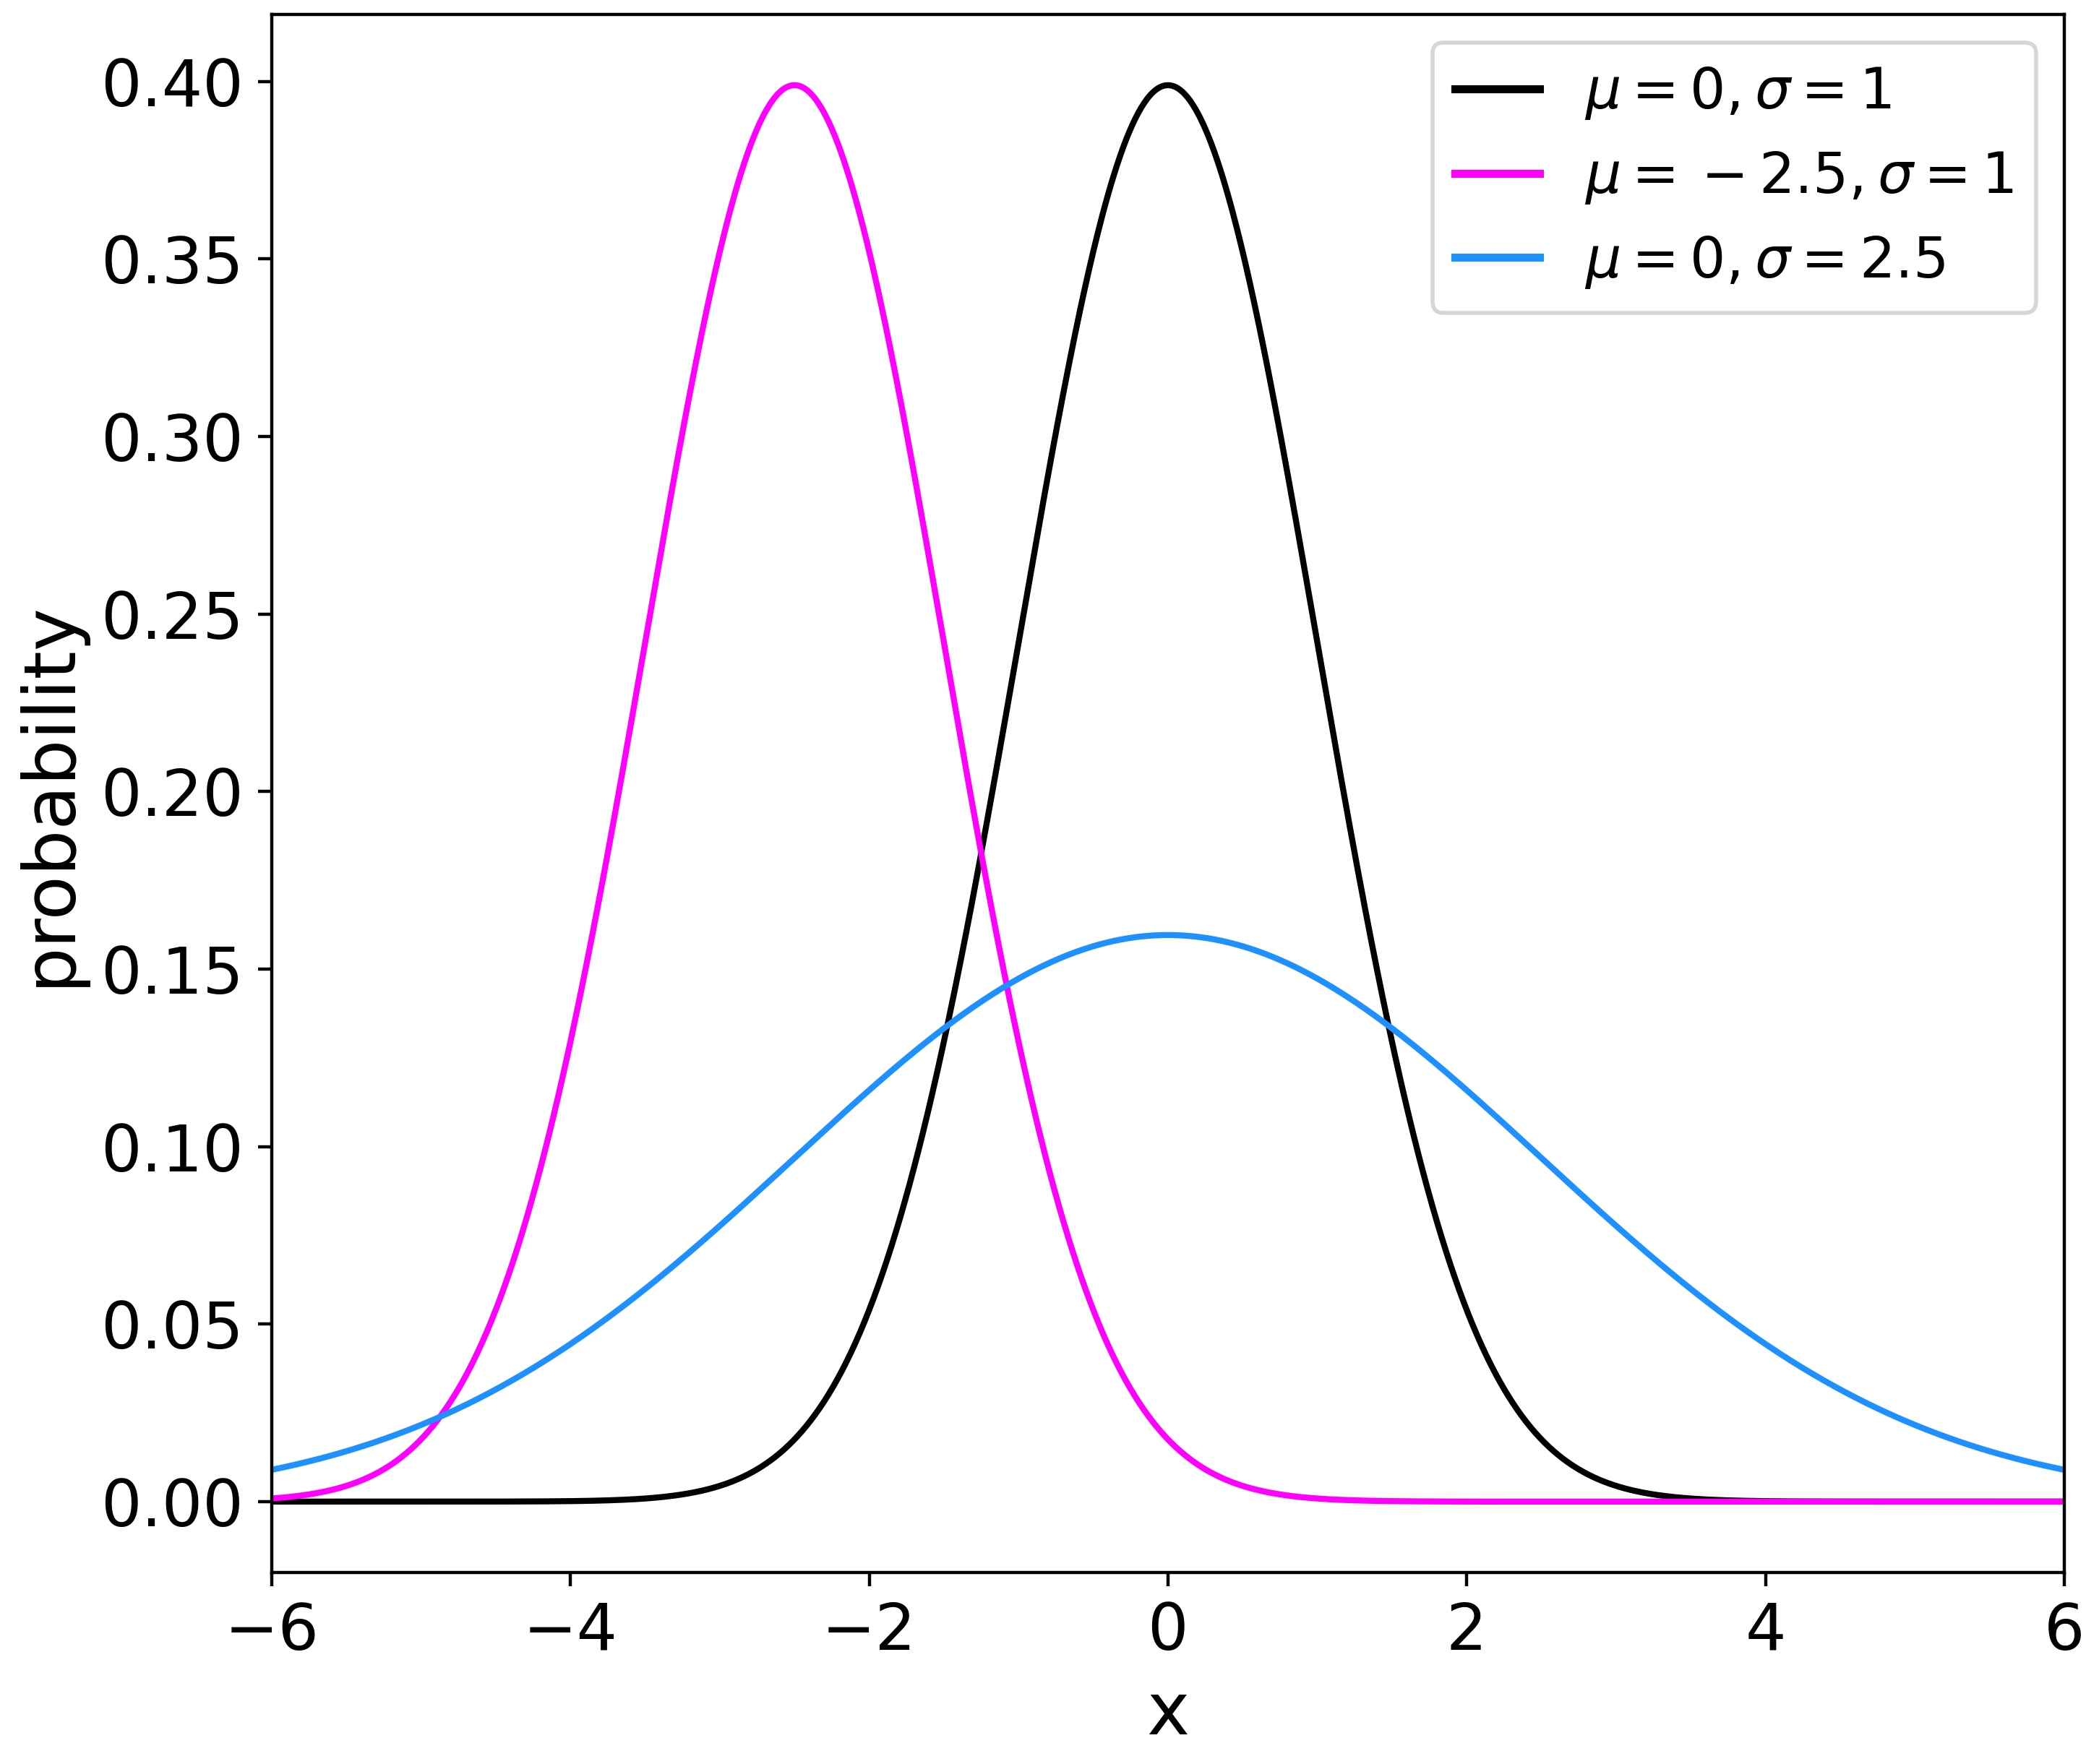 μ = 0, σ = 1
μ = − 2.5, σ = 1
μ = 0, σ = 2.5
0.40
0.35
0.30
0.25
0.20
0.15
0.10
0.05
0.00
probability
−6 −4 −2 0 2 4 6
x